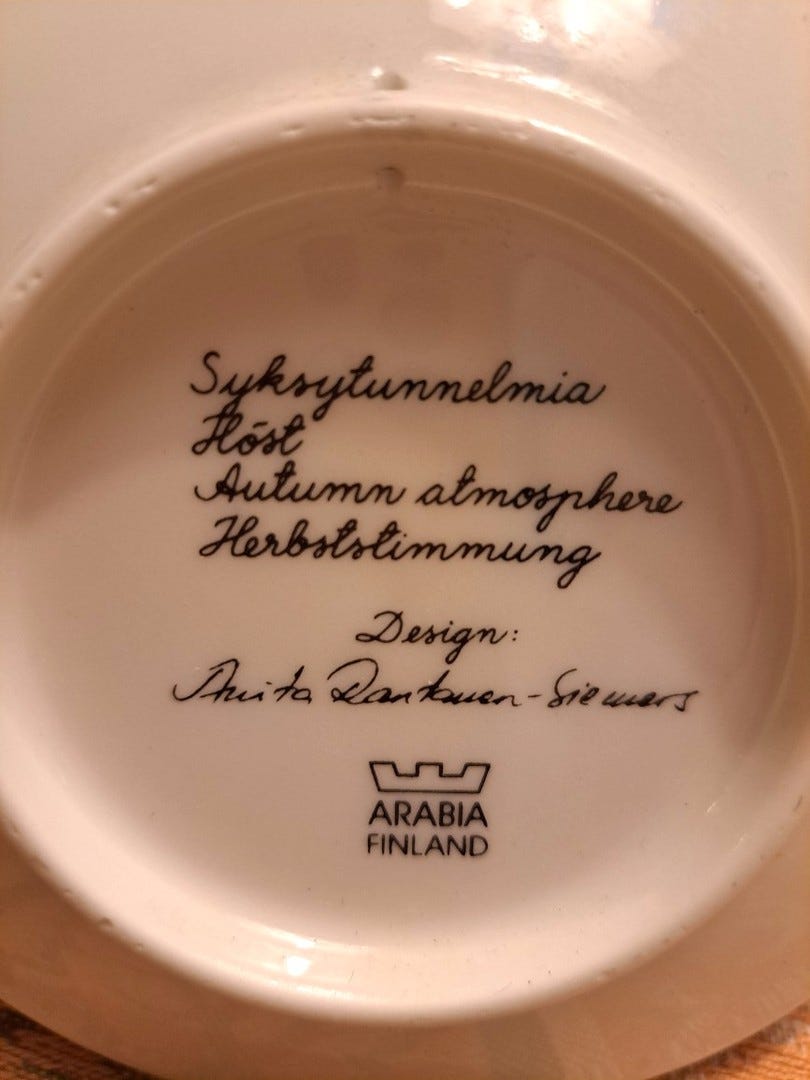 Syksytunnelmia
Höst
Autumn atmosphere
Herbststimmung
Design:
Anita Rantanen-Siemers
ARABIA
FINLAND